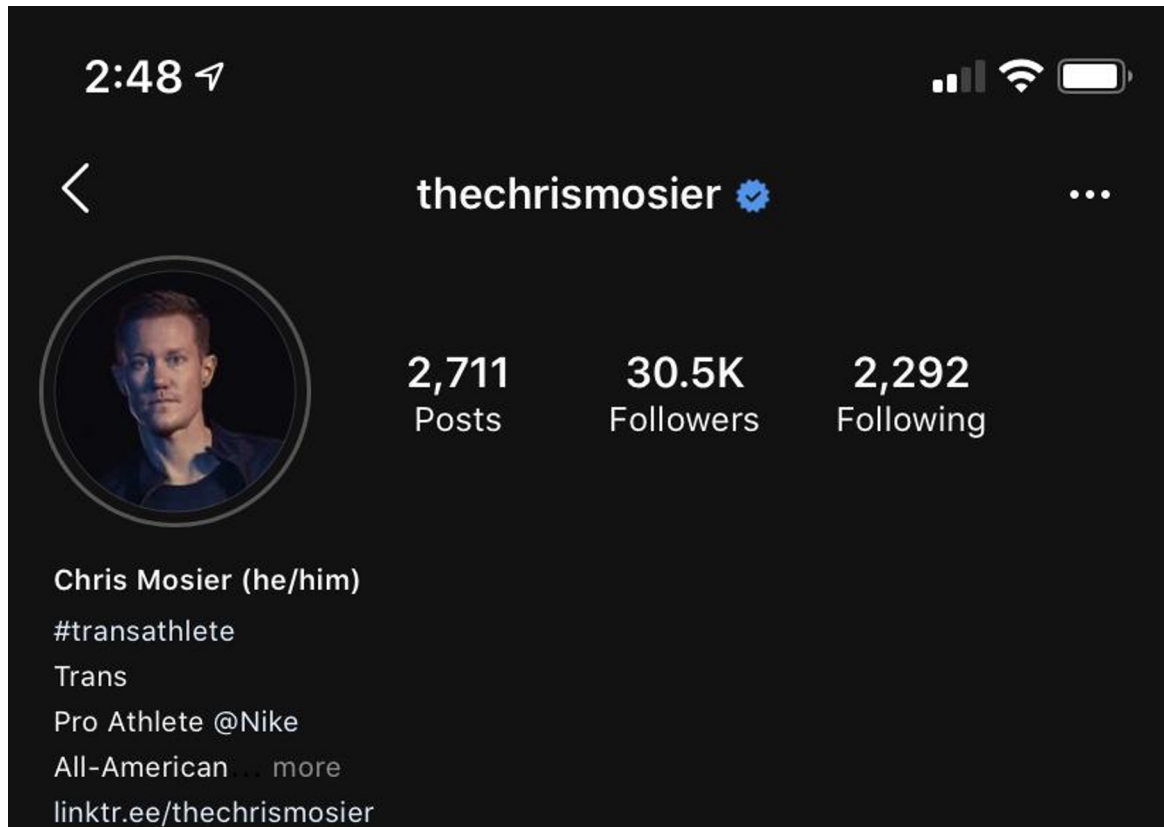 2:48
thechrismosier
2,711 30.5K 2,292
Posts Followers Following
Chris Mosier (he/him)
#transathlete
Trans
Pro Athlete @Nike
All-American... more
linktr.ee/thechrismosier